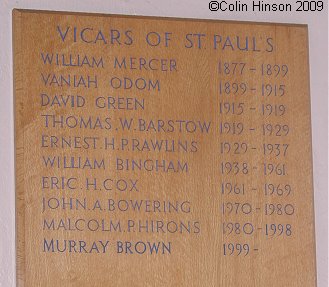 ©Colin Hinson 2009
VICARS OF ST. PAUL'S
WILLIAM MERCER 1877 - 1899
VANIAH ODOM 1899 - 1915
DAVID GREEN 1915 - 1919
THOMAS.W.BARSTOW 1919 - 1929
ERNEST.H.P.RAWLINS 1929 - 1937
WILLIAM BINGHAM 1938 - 1961
ERIC.H.COX 1961 - 1969
JOHN.A.BOWERING 1970 - 1980
MALCOLM.P.HIRONS 1980 - 1998
MURRAY BROWN 1999 -